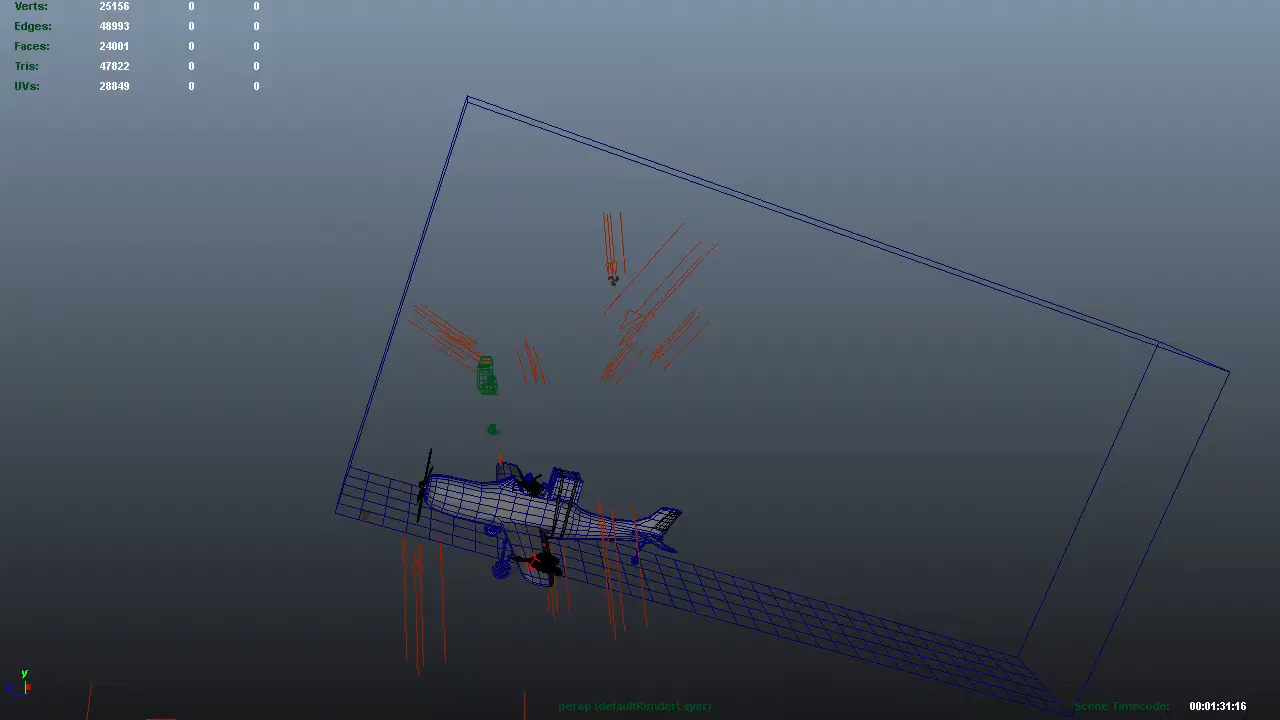 Verts: 25156 0 0
Edges: 48993 0 0
Faces: 24001 0 0
Tris: 47822 0 0
UVs: 28849 0 0
y
z x
persp (defaultRenderLayer)
Scene Timecode: 00:01:31:16